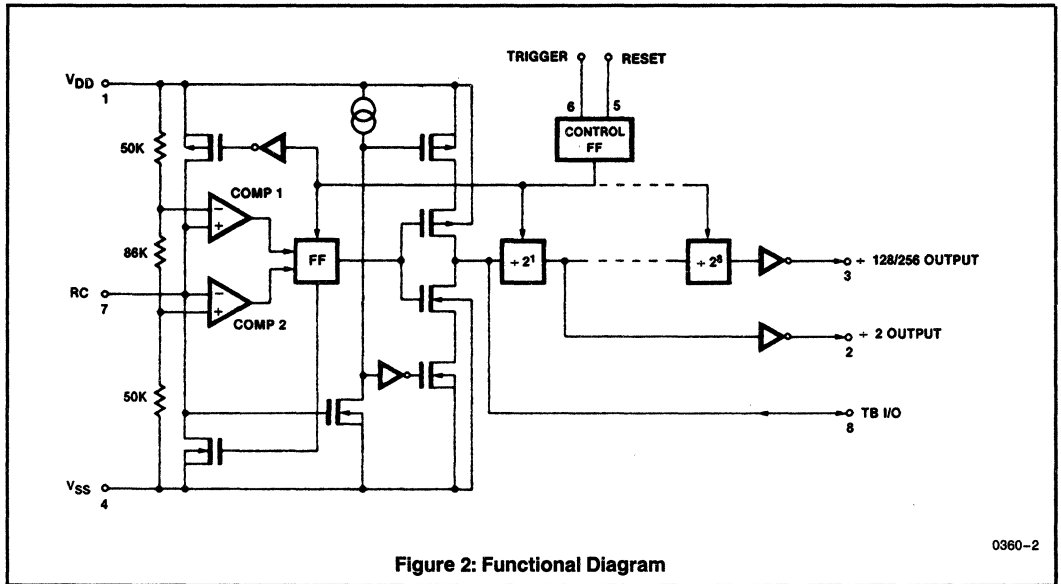 TRIGGER RESET
VDD
1
6 5
CONTROL
FF
50K
COMP 1
86K
FF
÷ 2¹
÷ 2⁸
÷ 128/256 OUTPUT
3
RC
7
COMP 2
÷ 2 OUTPUT
2
50K
TB I/O
8
VSS
4
0360–2
Figure 2: Functional Diagram